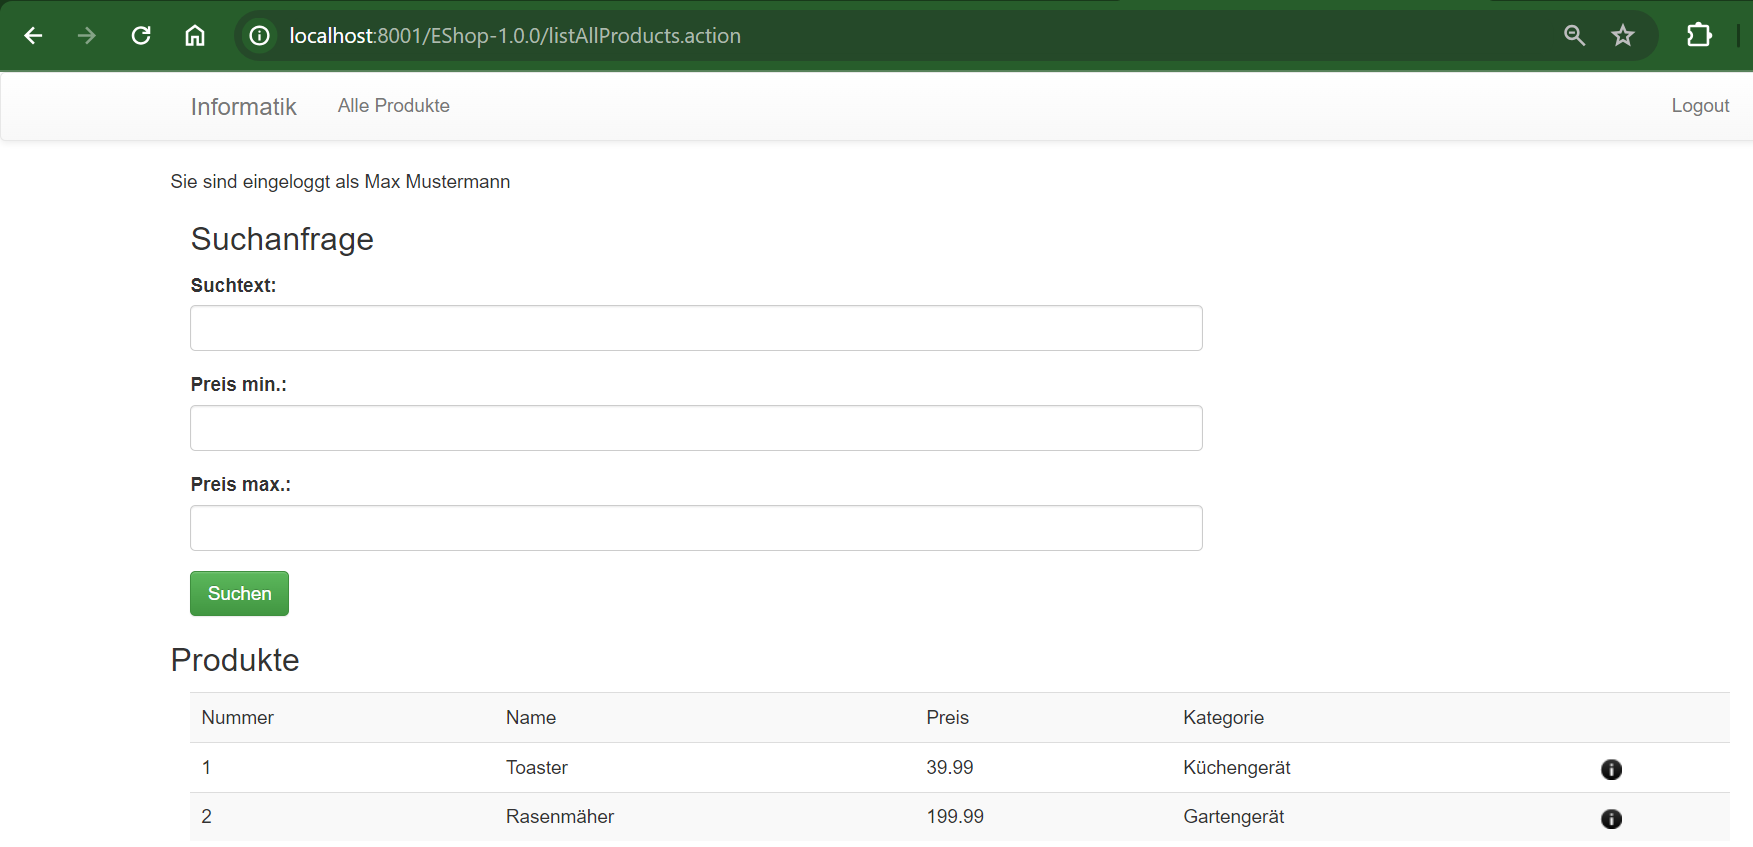 localhost:8001/EShop-1.0.0/listAllProducts.action
Informatik Alle Produkte Logout
Sie sind eingeloggt als Max Mustermann
Suchanfrage
Suchtext:
Preis min.:
Preis max.:
Suchen
Produkte
Nummer Name Preis Kategorie
1 Toaster 39.99 Küchengerät
2 Rasenmäher 199.99 Gartengerät